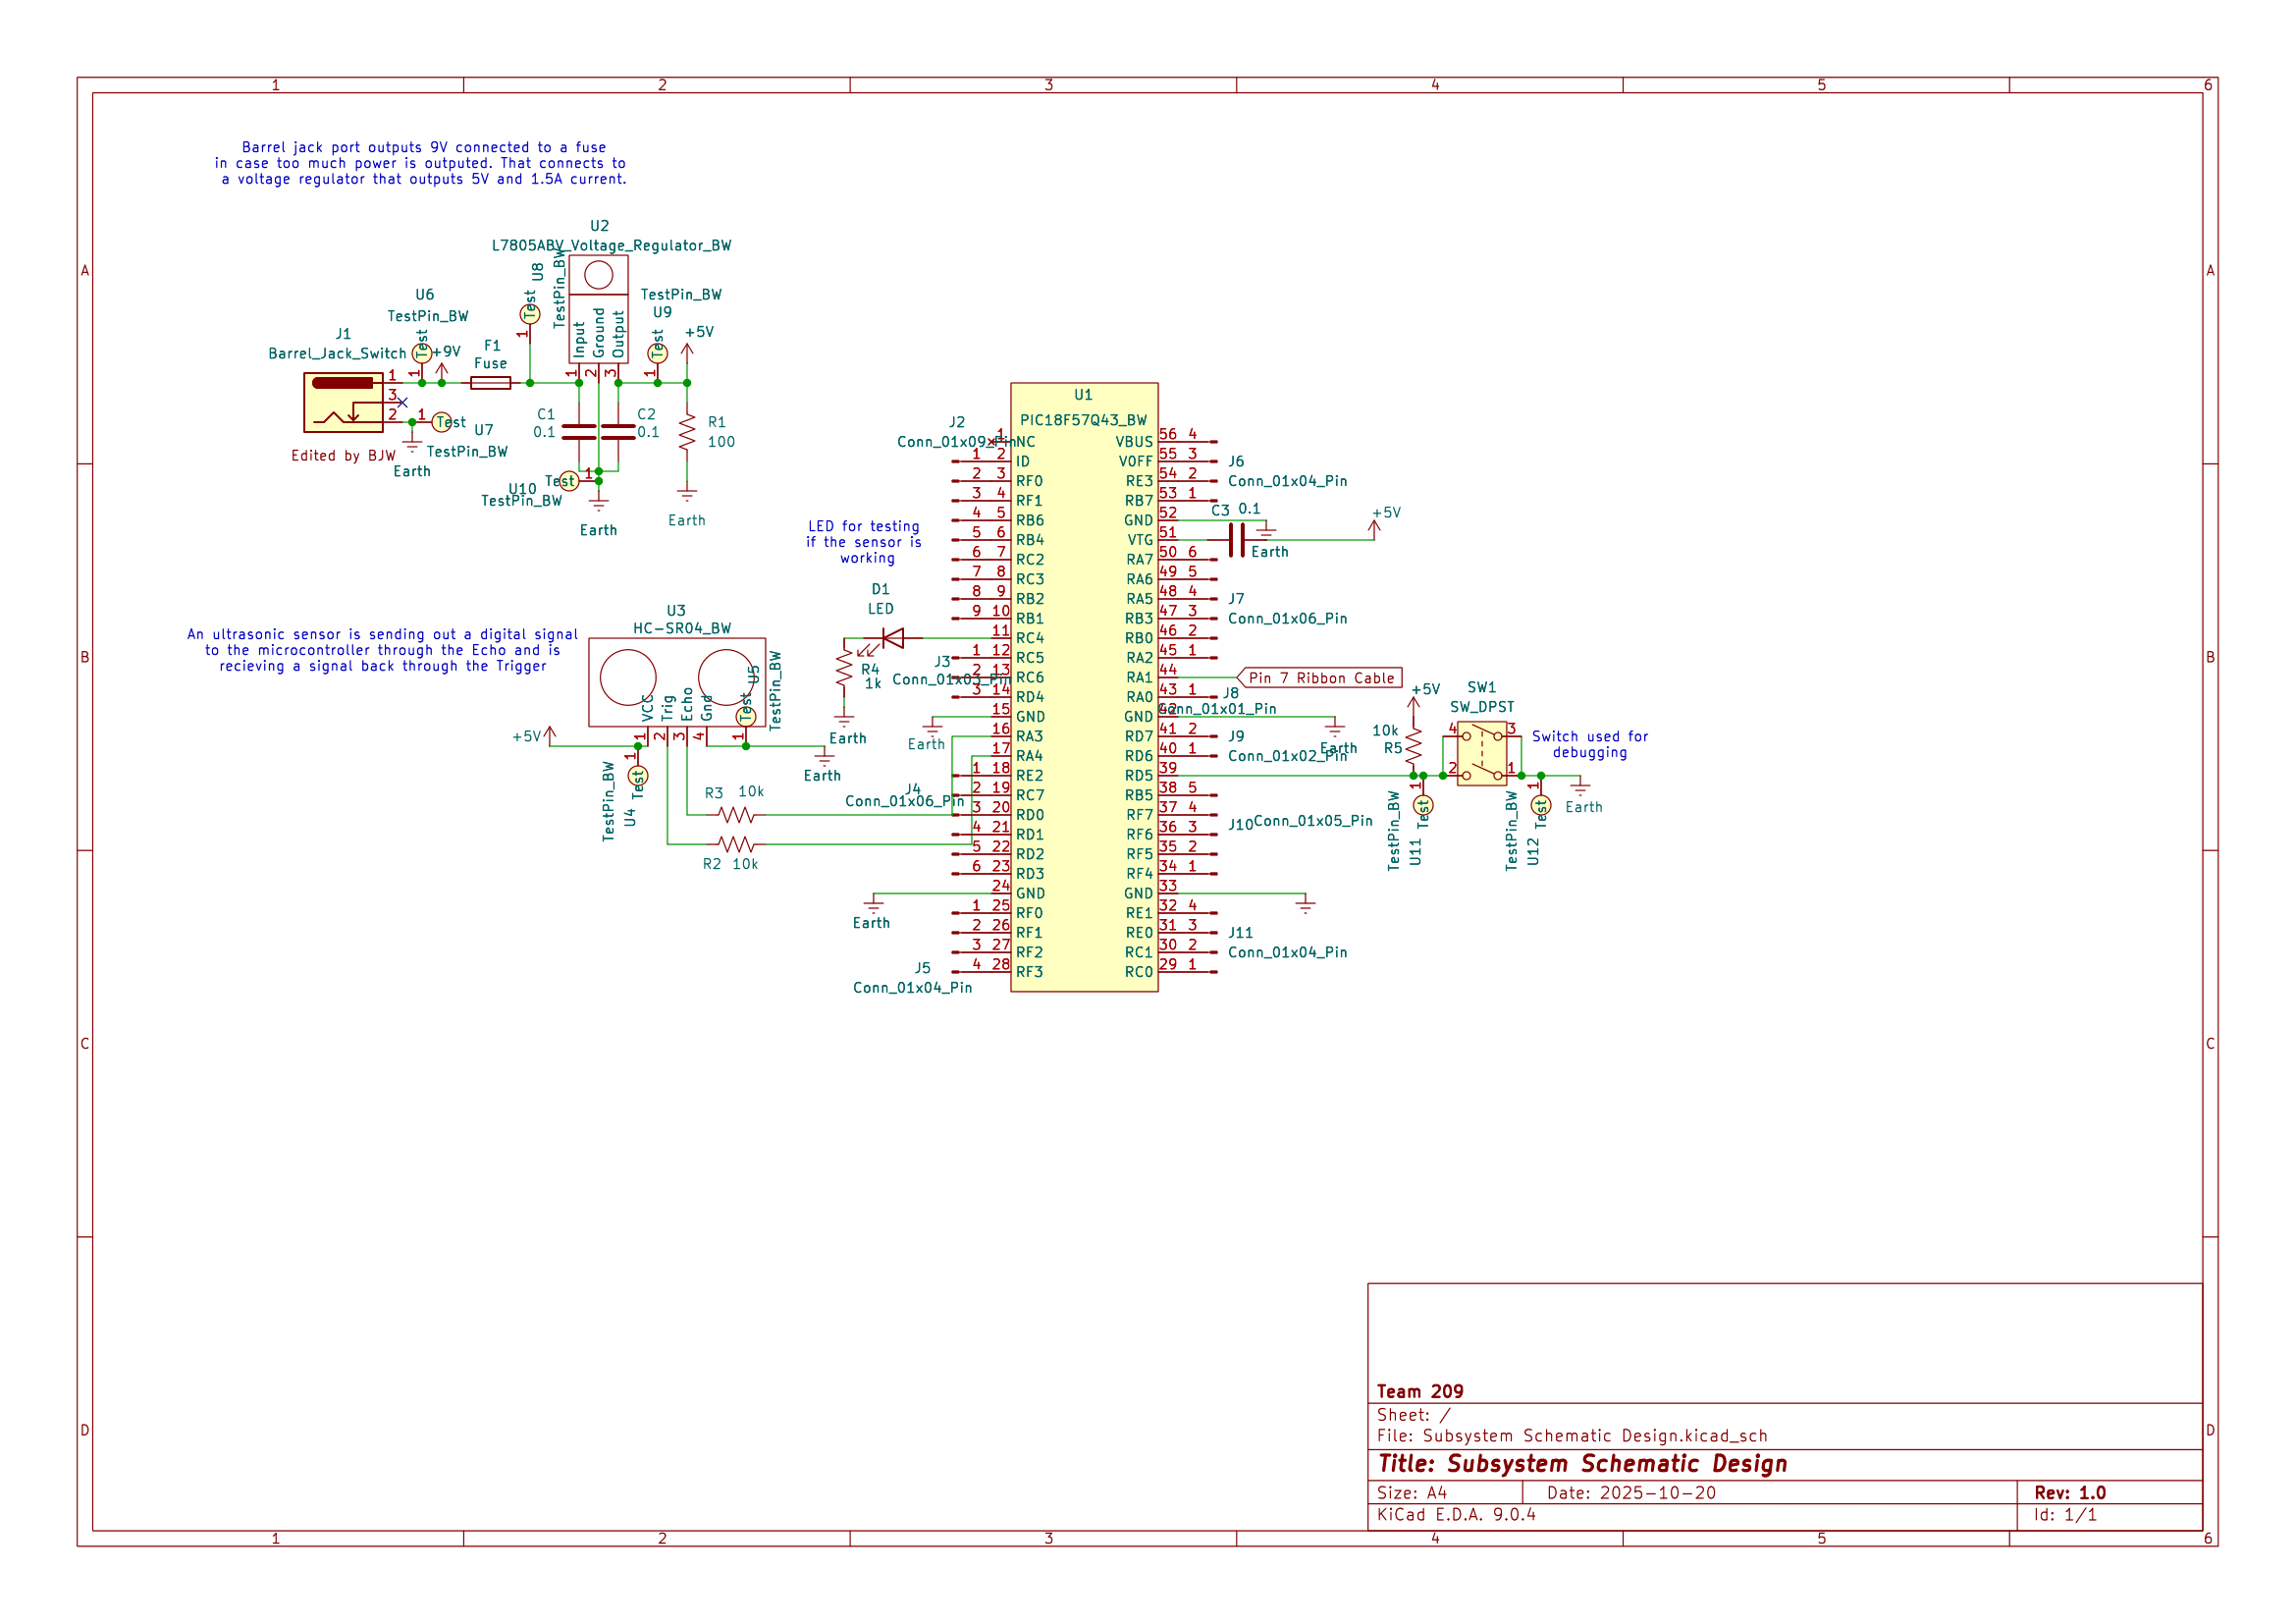 1 2 3 4 5 6
A
B
C
D
A
B
C
D
1 2 3 4 5 6
Barrel jack port outputs 9V connected to a fuse
in case too much power is outputed. That connects to
a voltage regulator that outputs 5V and 1.5A current.
U2
L7805ABV_Voltage_Regulator_BW
Input
Ground
Output
1
2
3
U8
TestPin_BW
Test
1
U6
TestPin_BW
Test
1
+9V
J1
Barrel_Jack_Switch
1
3
2
Edited by BJW
F1
Fuse
1
Test
U7
TestPin_BW
Earth
TestPin_BW
U9
Test
1
+5V
C1
0.1
C2
0.1
R1
100
Test
1
U10
TestPin_BW
Earth
Earth
An ultrasonic sensor is sending out a digital signal
to the microcontroller through the Echo and is
recieving a signal back through the Trigger
U3
HC-SR04_BW
VCC
Trig
Echo
Gnd
1
2
3
4
U5
TestPin_BW
Test
1
+5V
1
Test
TestPin_BW
U4
Earth
R3 10k
R2 10k
LED for testing
if the sensor is
working
D1
LED
R4
1k
Earth
U1
PIC18F57Q43_BW
J2
Conn_01x09_Pin
1 NC
1 2 ID
2 3 RF0
3 4 RF1
4 5 RB6
5 6 RB4
6 7 RC2
7 8 RC3
8 9 RB2
9 10 RB1
11 RC4
J3
Conn_01x03_Pin
1 12 RC5
2 13 RC6
3 14 RD4
15 GND
Earth
16 RA3
17 RA4
J4
Conn_01x06_Pin
1 18 RE2
2 19 RC7
3 20 RD0
4 21 RD1
5 22 RD2
6 23 RD3
24 GND
Earth
1 25 RF0
2 26 RF1
3 27 RF2
4 28 RF3
J5
Conn_01x04_Pin
VBUS 56 4
V0FF 55 3
RE3 54 2
RB7 53 1
J6
Conn_01x04_Pin
GND 52
VTG 51
C3 0.1
Earth
+5V
RA7 50 6
RA6 49 5
RA5 48 4
RB3 47 3
RB0 46 2
RA2 45 1
J7
Conn_01x06_Pin
RA1 44
Pin 7 Ribbon Cable
RA0 43 1
J8
Conn_01x01_Pin
GND 42
Earth
RD7 41 2
RD6 40 1
J9
Conn_01x02_Pin
RD5 39
RB5 38 5
RF7 37 4
RF6 36 3
RF5 35 2
RF4 34 1
J10
Conn_01x05_Pin
GND 33
RE1 32 4
RE0 31 3
RC1 30 2
RC0 29 1
J11
Conn_01x04_Pin
+5V
10k
R5
SW1
SW_DPST
4
3
2
1
Switch used for
debugging
1
Test
TestPin_BW
U11
1
Test
TestPin_BW
U12
Earth
Team 209
Sheet: /
File: Subsystem Schematic Design.kicad_sch
Title: Subsystem Schematic Design
Size: A4 Date: 2025-10-20 Rev: 1.0
KiCad E.D.A. 9.0.4 Id: 1/1